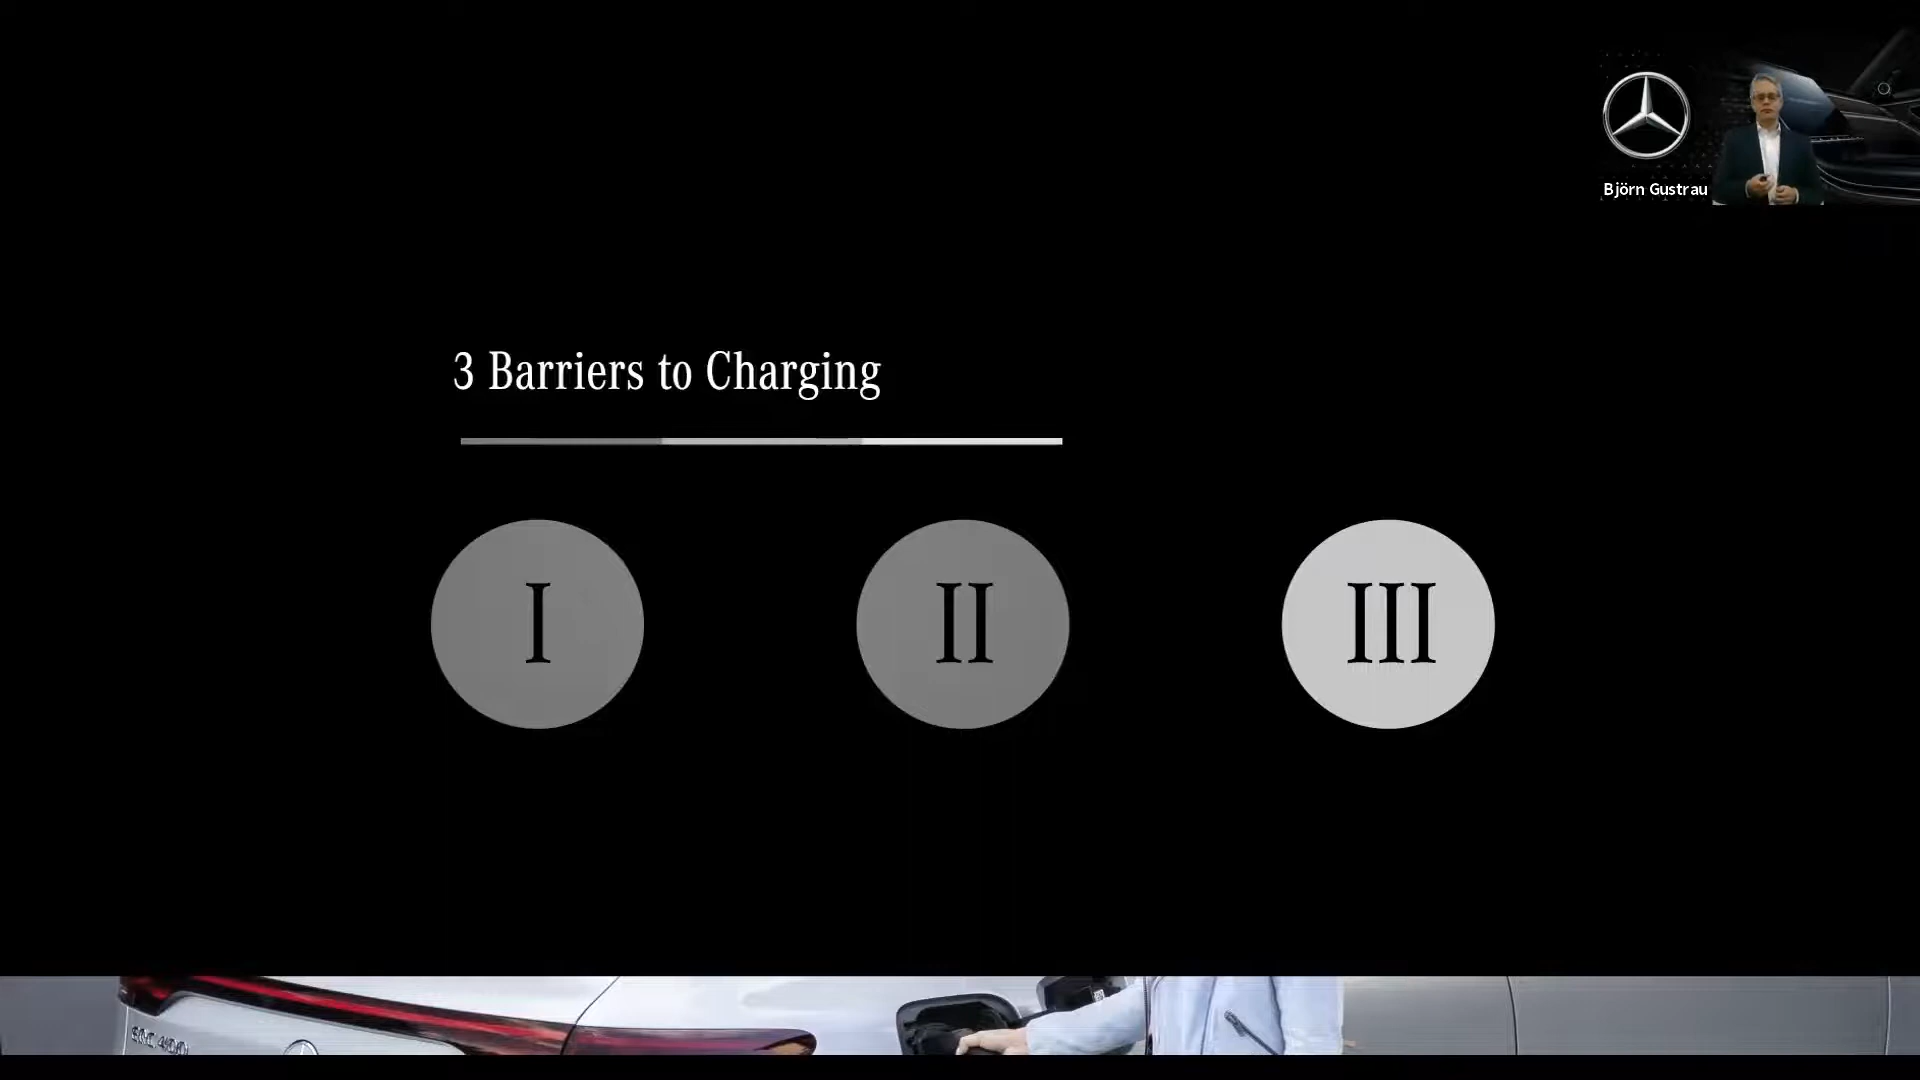 Björn Gustrau
3 Barriers to Charging
I
II
III